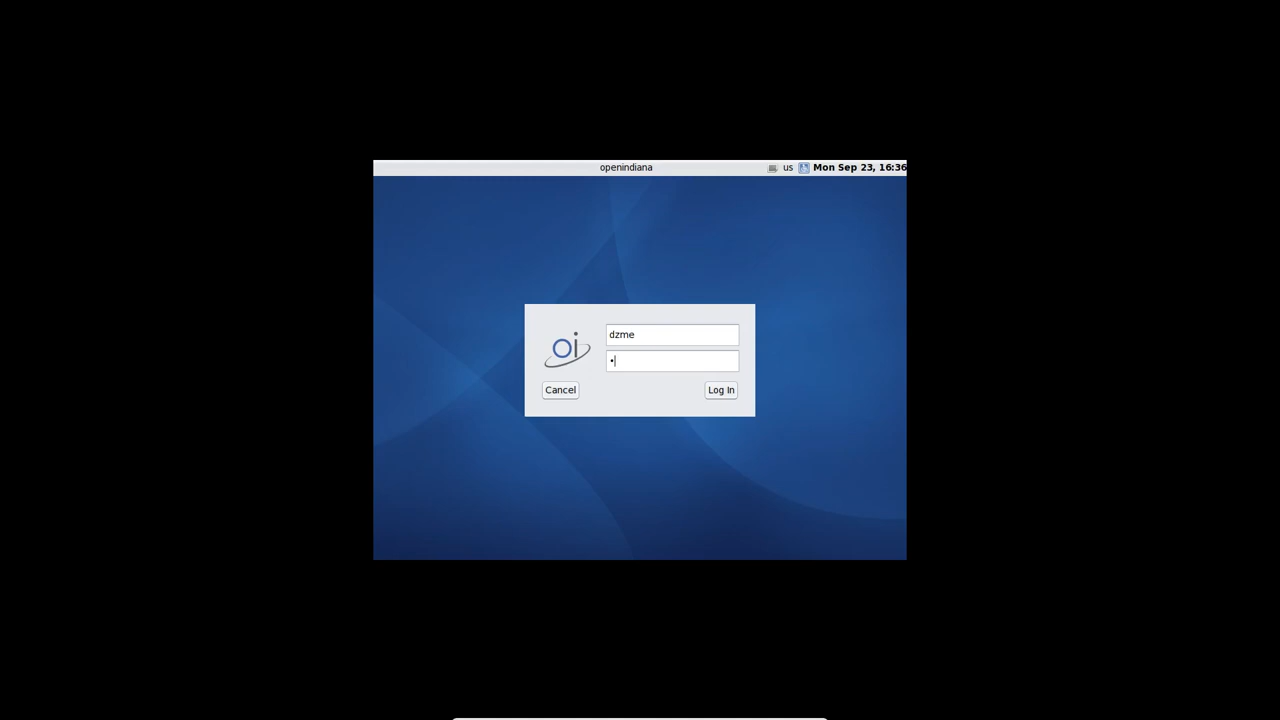 openindiana
us
Mon Sep 23, 16:36
oi
dzme
•
Cancel
Log In